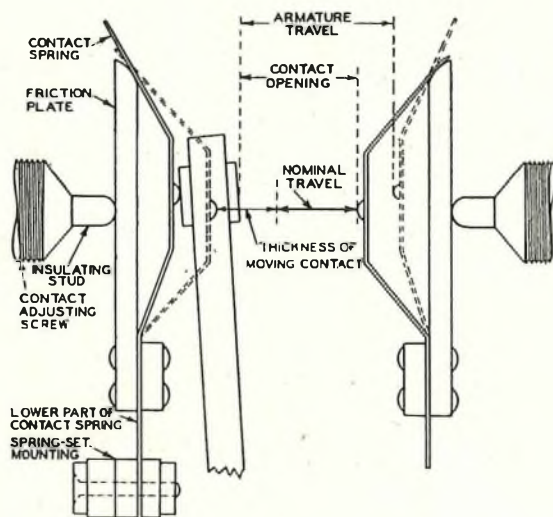 ARMATURE
TRAVEL
CONTACT
SPRING
CONTACT
OPENING
FRICTION
PLATE
NOMINAL
TRAVEL
THICKNESS OF
MOVING CONTACT
INSULATING
STUD
CONTACT
ADJUSTING
SCREW
LOWER PART OF
CONTACT SPRING
SPRING-SET
MOUNTING